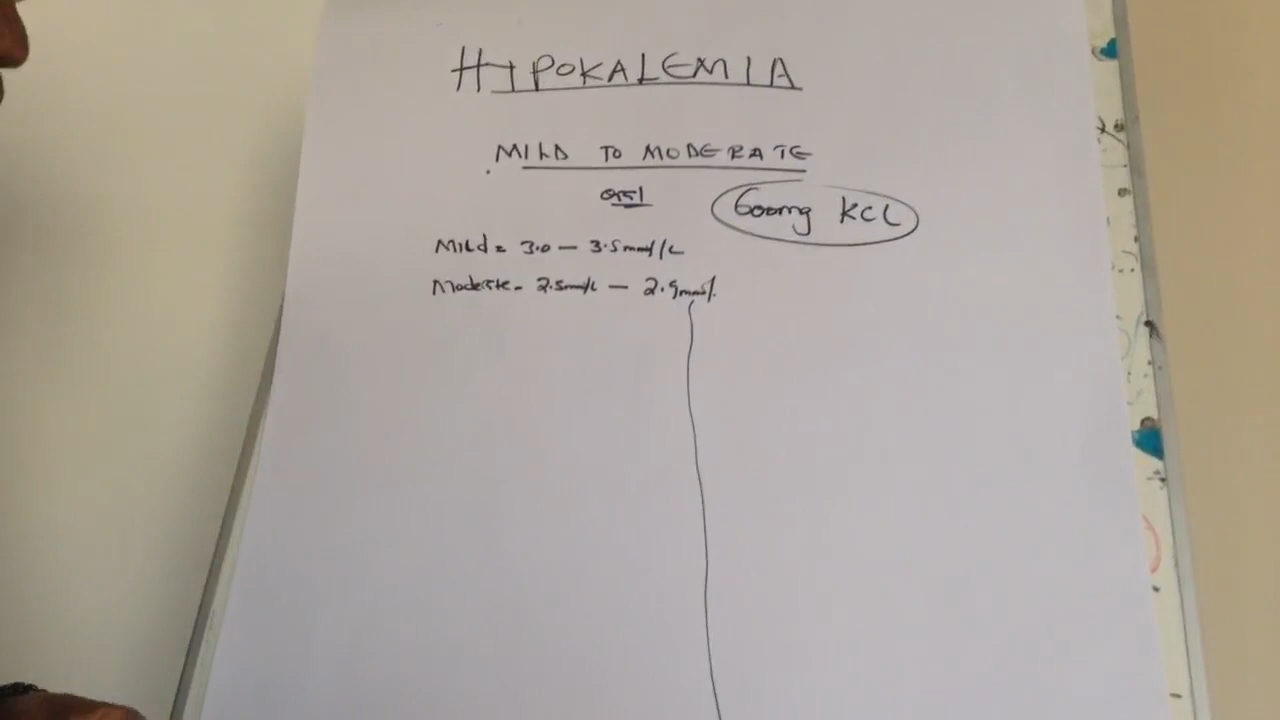 HYPOKALEMIA
MILD TO MODERATE
oral
600mg KCL
Mild = 3.0 — 3.5mmol/L
Moderate - 2.5mmol/L — 2.9mmol/L